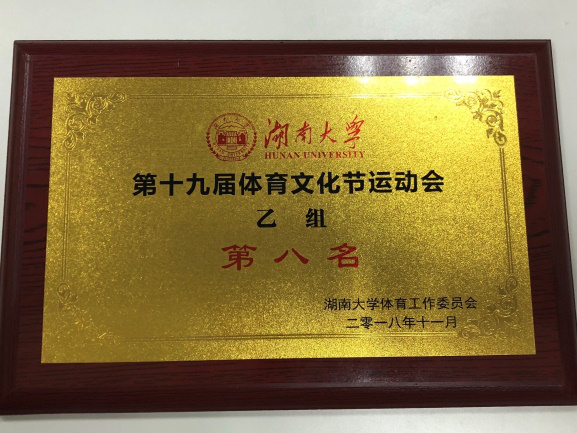 湖南大学
HUNAN UNIVERSITY
第十九届体育文化节运动会
乙 组
第八名
湖南大学体育工作委员会
二零一八年十一月